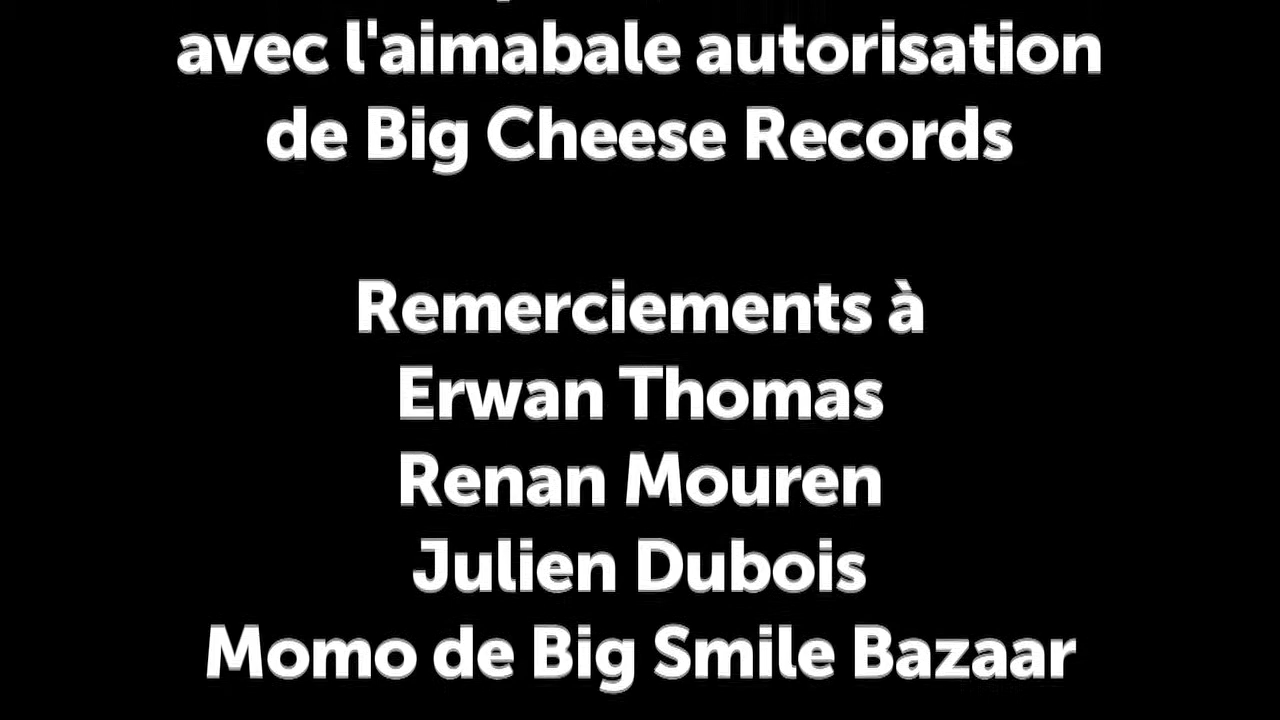 avec l'aimabale autorisation
de Big Cheese Records
Remerciements à
Erwan Thomas
Renan Mouren
Julien Dubois
Momo de Big Smile Bazaar